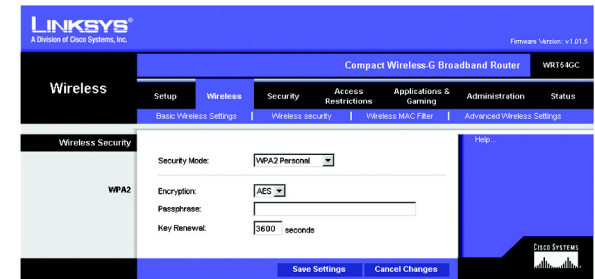 LINKSYS®
A Division of Cisco Systems, Inc.
Firmware Version: v1.01.5
Compact Wireless-G Broadband Router WRT54GC
Wireless
Setup Wireless Security Access Restrictions Applications & Gaming Administration Status
Basic Wireless Settings | Wireless security | Wireless MAC Filter | Advanced Wireless Settings
Wireless Security
Help...
Security Mode: WPA2 Personal
WPA2
Encryption: AES
Passphrase:
Key Renewal: 3600 seconds
CISCO SYSTEMS
Save Settings Cancel Changes